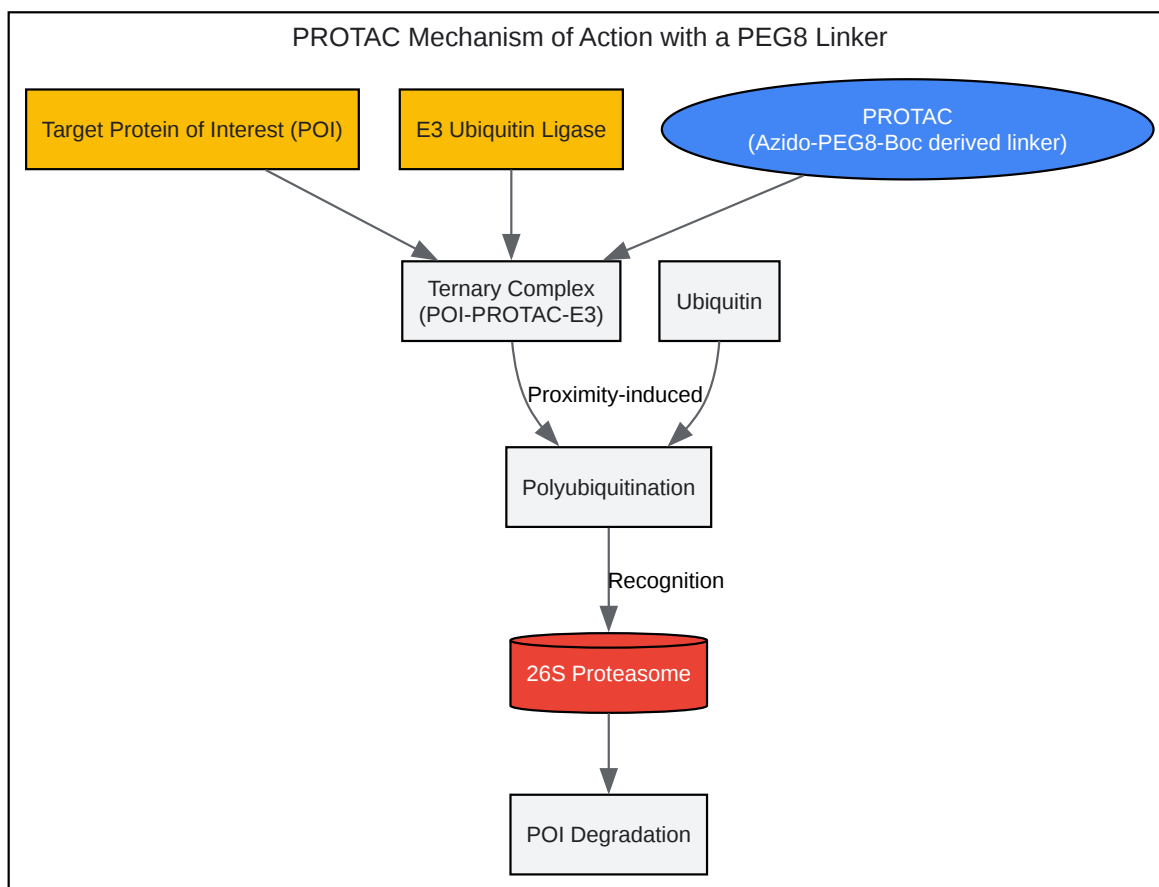 PROTAC Mechanism of Action with a PEG8 Linker
Target Protein of Interest (POI)
E3 Ubiquitin Ligase
PROTAC
(Azido-PEG8-Boc derived linker)
Ternary Complex
(POI-PROTAC-E3)
Ubiquitin
Proximity-induced
Polyubiquitination
Recognition
26S Proteasome
POI Degradation